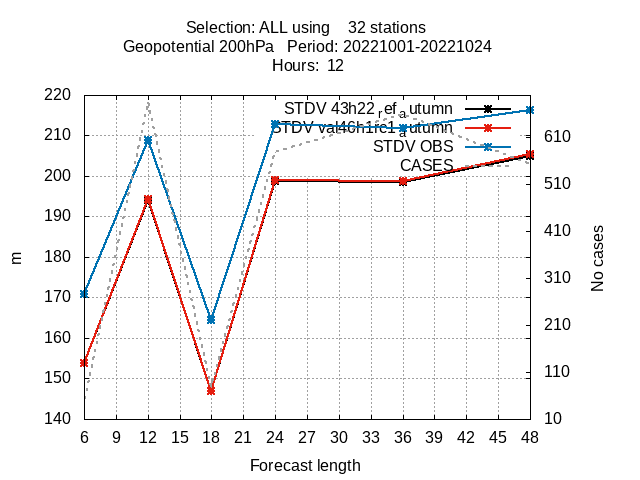 Selection: ALL using 32 stations
Geopotential 200hPa Period: 20221001-20221024
Hours: 12
220
210
200
190
180
170
160
150
140
m
STDV 43h22_ref_autumn
STDV
STDV OBS
CASES
610
510
410
310
210
110
10
No cases
6 9 12 15 18 21 24 27 30 33 36 39 42 45 48
Forecast length